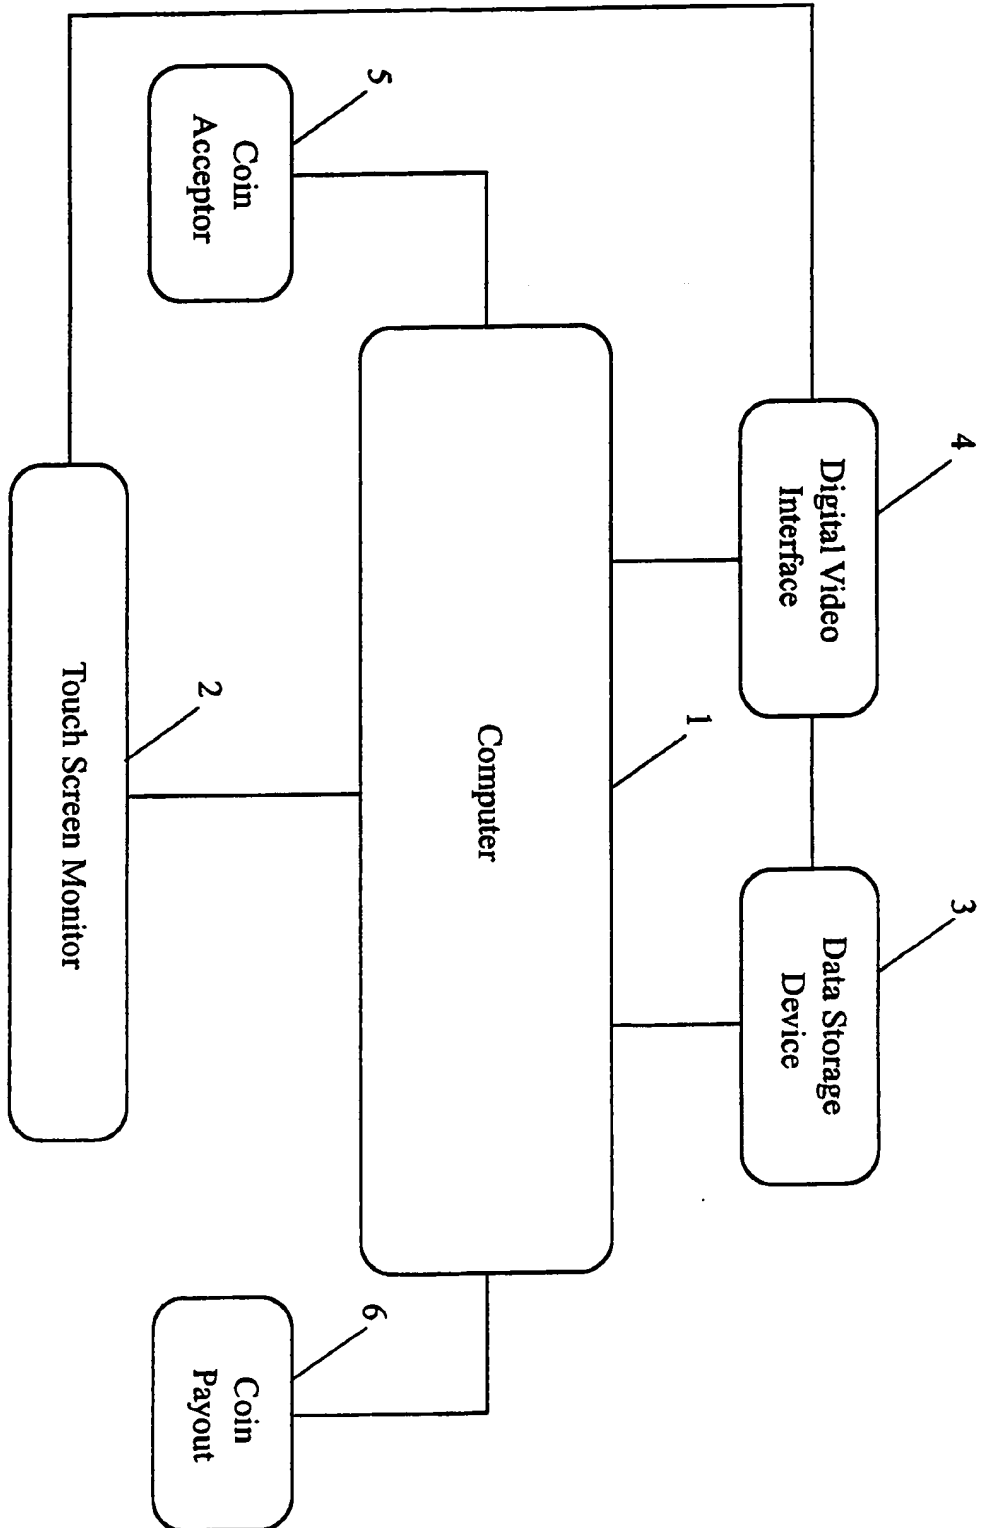 4
Digital Video
Interface
3
Data Storage
Device
1
Computer
5
Coin
Acceptor
6
Coin
Payout
2
Touch Screen Monitor